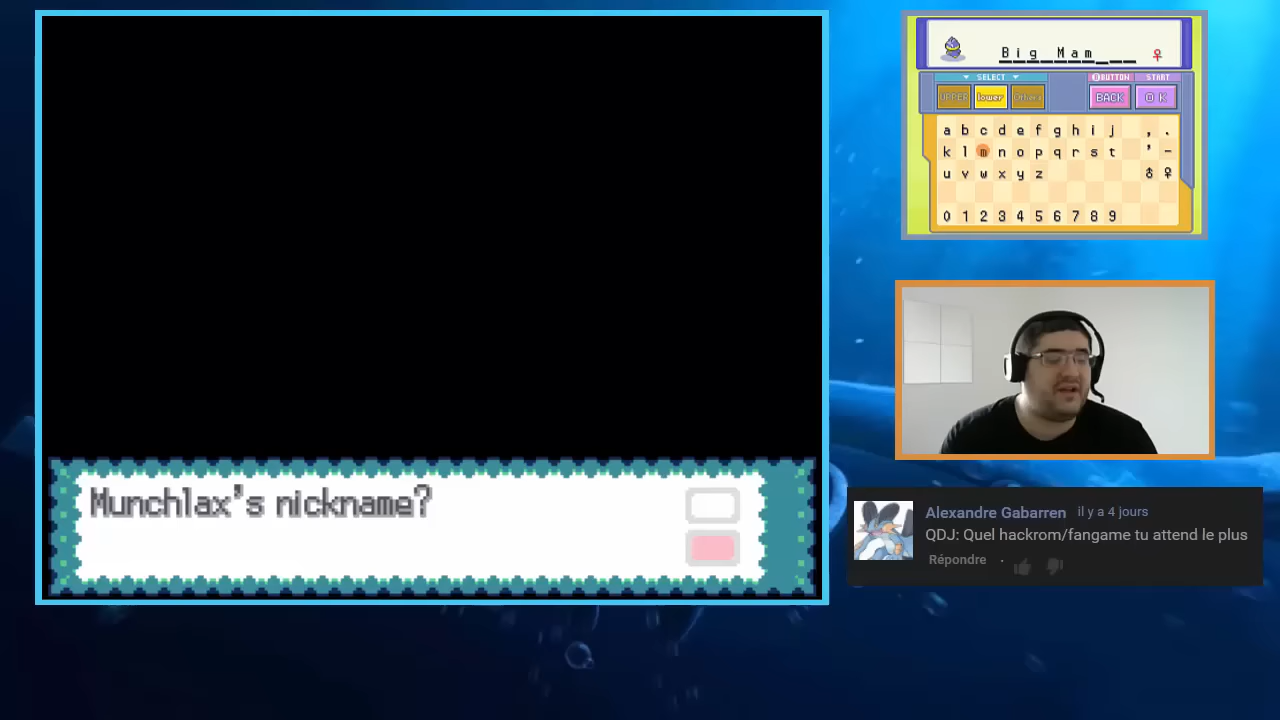 Munchlax's nickname?
Big Mam
♀
SELECT
BUTTON
START
UPPER
lower
Others
BACK
OK
a b c d e f g h i j , .
k l m n o p q r s t ' -
u v w x y z ♂ ♀
0 1 2 3 4 5 6 7 8 9
Alexandre Gabarren il y a 4 jours
QDJ: Quel hackrom/fangame tu attend le plus
Répondre